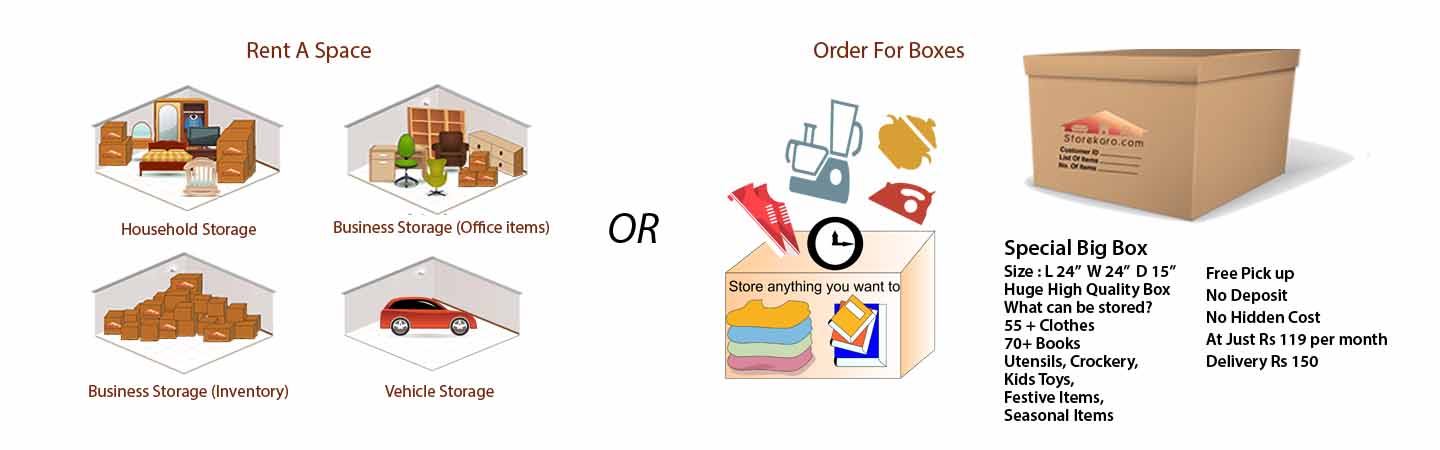 Rent A Space
Household Storage
Business Storage (Office items)
Business Storage (Inventory)
Vehicle Storage
OR
Order For Boxes
Store anything you want to
Storekaro.com
Customer ID
List Of Items
No. Of Items
Special Big Box
Size : L 24” W 24” D 15”
Huge High Quality Box
What can be stored?
55 + Clothes
70+ Books
Utensils, Crockery,
Kids Toys,
Festive Items,
Seasonal Items
Free Pick up
No Deposit
No Hidden Cost
At Just Rs 119 per month
Delivery Rs 150